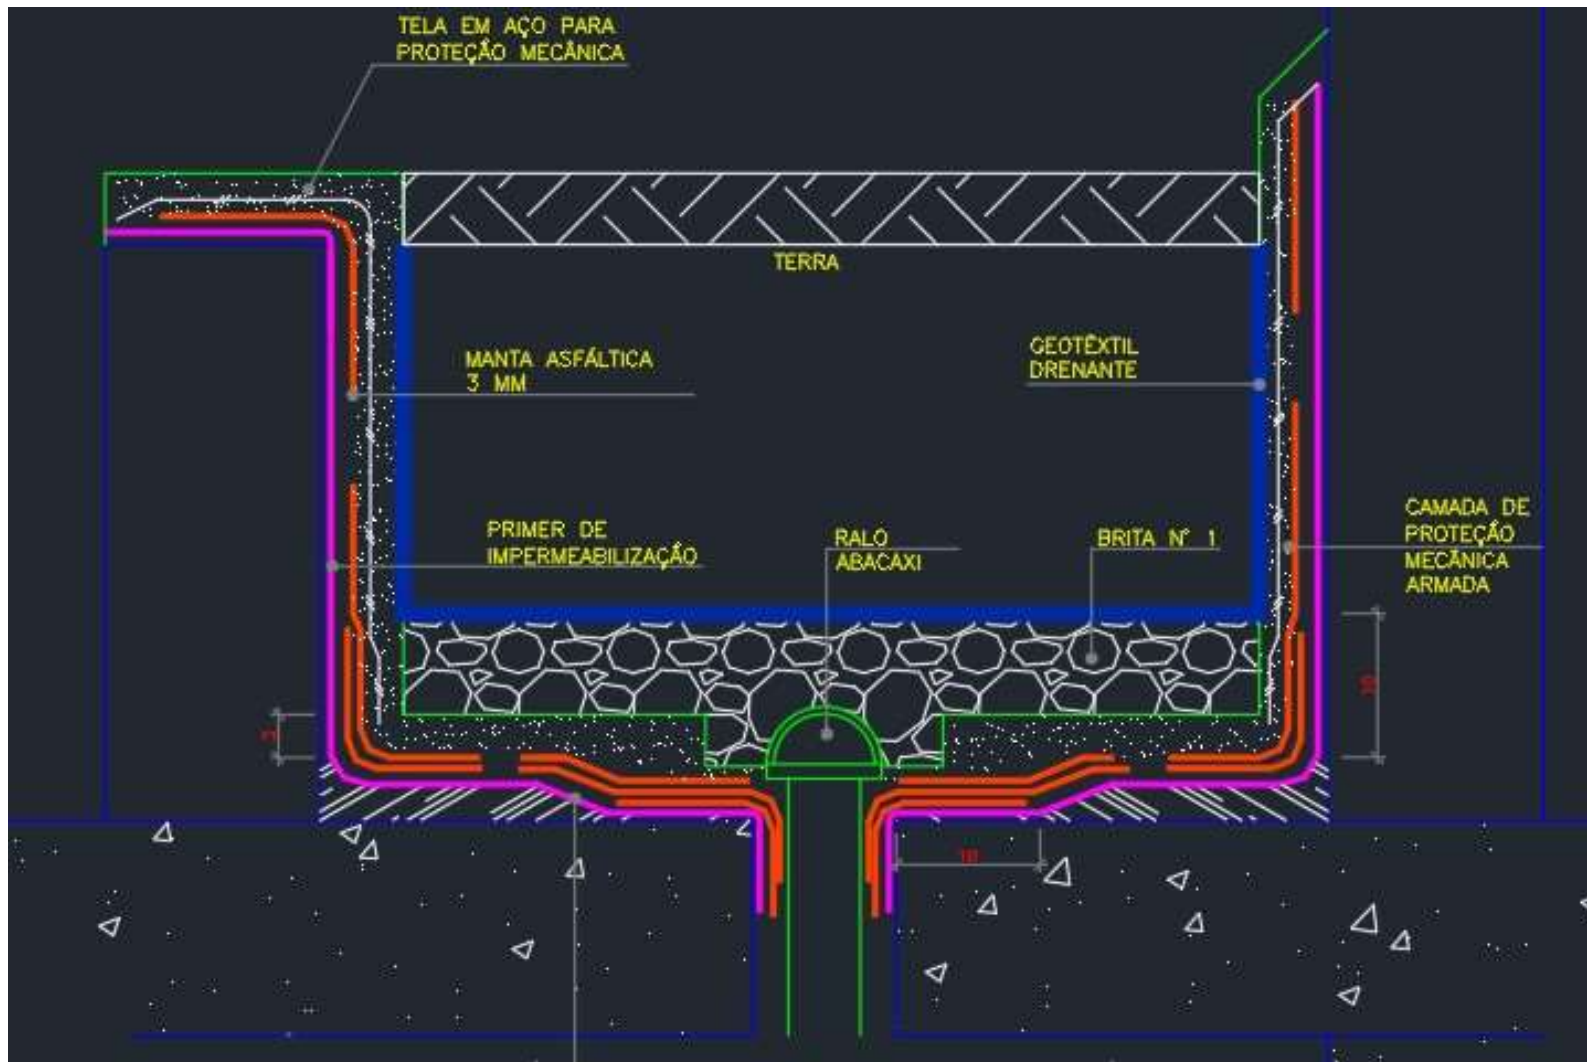 TELA EM AÇO PARA
PROTEÇÃO MECÂNICA
TERRA
MANTA ASFÁLTICA
3 MM
GEOTÊXTIL
DRENANTE
PRIMER DE
IMPERMEABILIZAÇÃO
RALO
ABACAXI
BRITA N° 1
CAMADA DE
PROTEÇÃO
MECÂNICA
ARMADA
10